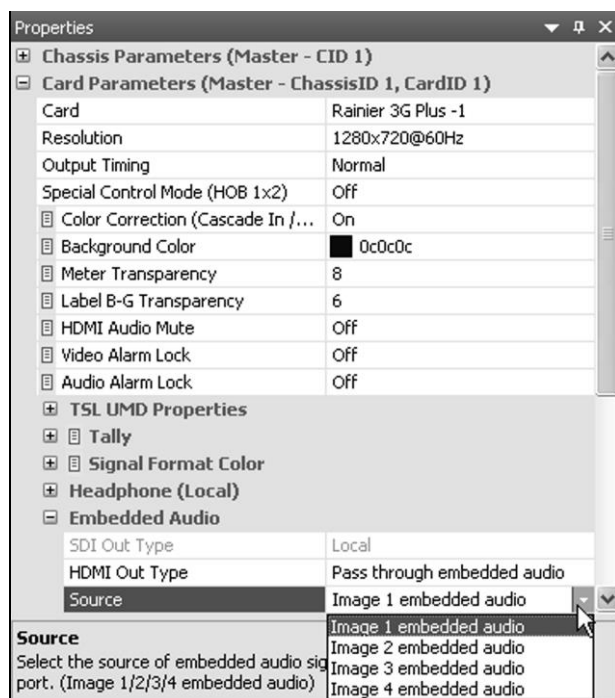 Properties
Chassis Parameters (Master - CID 1)
Card Parameters (Master - ChassisID 1, CardID 1)
Card Rainier 3G Plus -1
Resolution 1280x720@60Hz
Output Timing Normal
Special Control Mode (HOB 1x2) Off
Color Correction (Cascade In /... On
Background Color 0c0c0c
Meter Transparency 8
Label B-G Transparency 6
HDMI Audio Mute Off
Video Alarm Lock Off
Audio Alarm Lock Off
TSL UMD Properties
Tally
Signal Format Color
Headphone (Local)
Embedded Audio
SDI Out Type Local
HDMI Out Type Pass through embedded audio
Source Image 1 embedded audio
Image 1 embedded audio
Image 2 embedded audio
Image 3 embedded audio
Image 4 embedded audio
Source
Select the source of embedded audio sig
port. (Image 1/2/3/4 embedded audio)